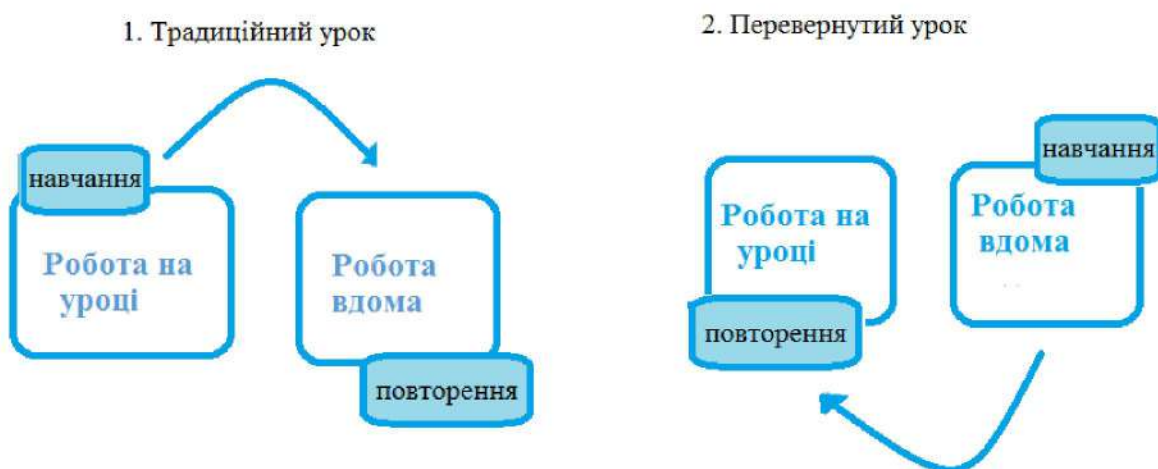 1. Традиційний урок
навчання
Робота на
уроці
Робота
вдома
повторення
2. Перевернутий урок
навчання
Робота на
уроці
Робота
вдома
повторення